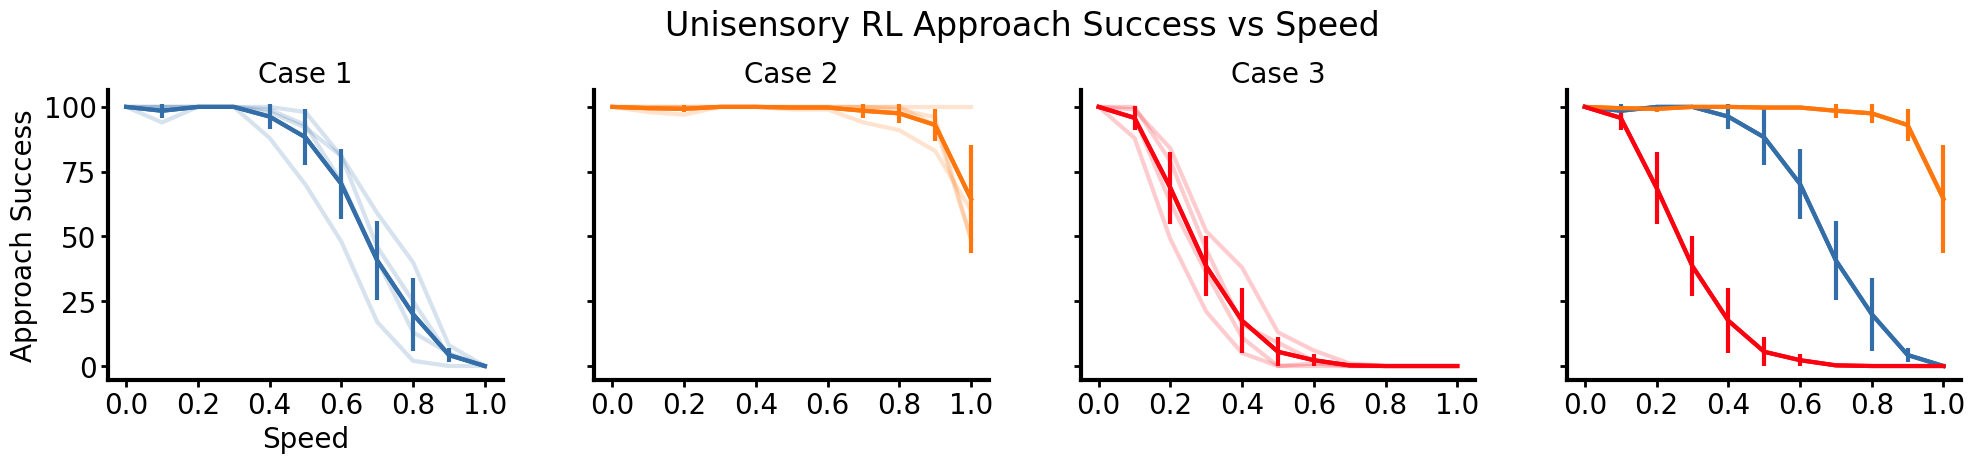 Unisensory RL Approach Success vs Speed
Case 1
Case 2
Case 3
Approach Success
100
75
50
25
0
0.0 0.2 0.4 0.6 0.8 1.0
0.0 0.2 0.4 0.6 0.8 1.0
0.0 0.2 0.4 0.6 0.8 1.0
0.0 0.2 0.4 0.6 0.8 1.0
Speed